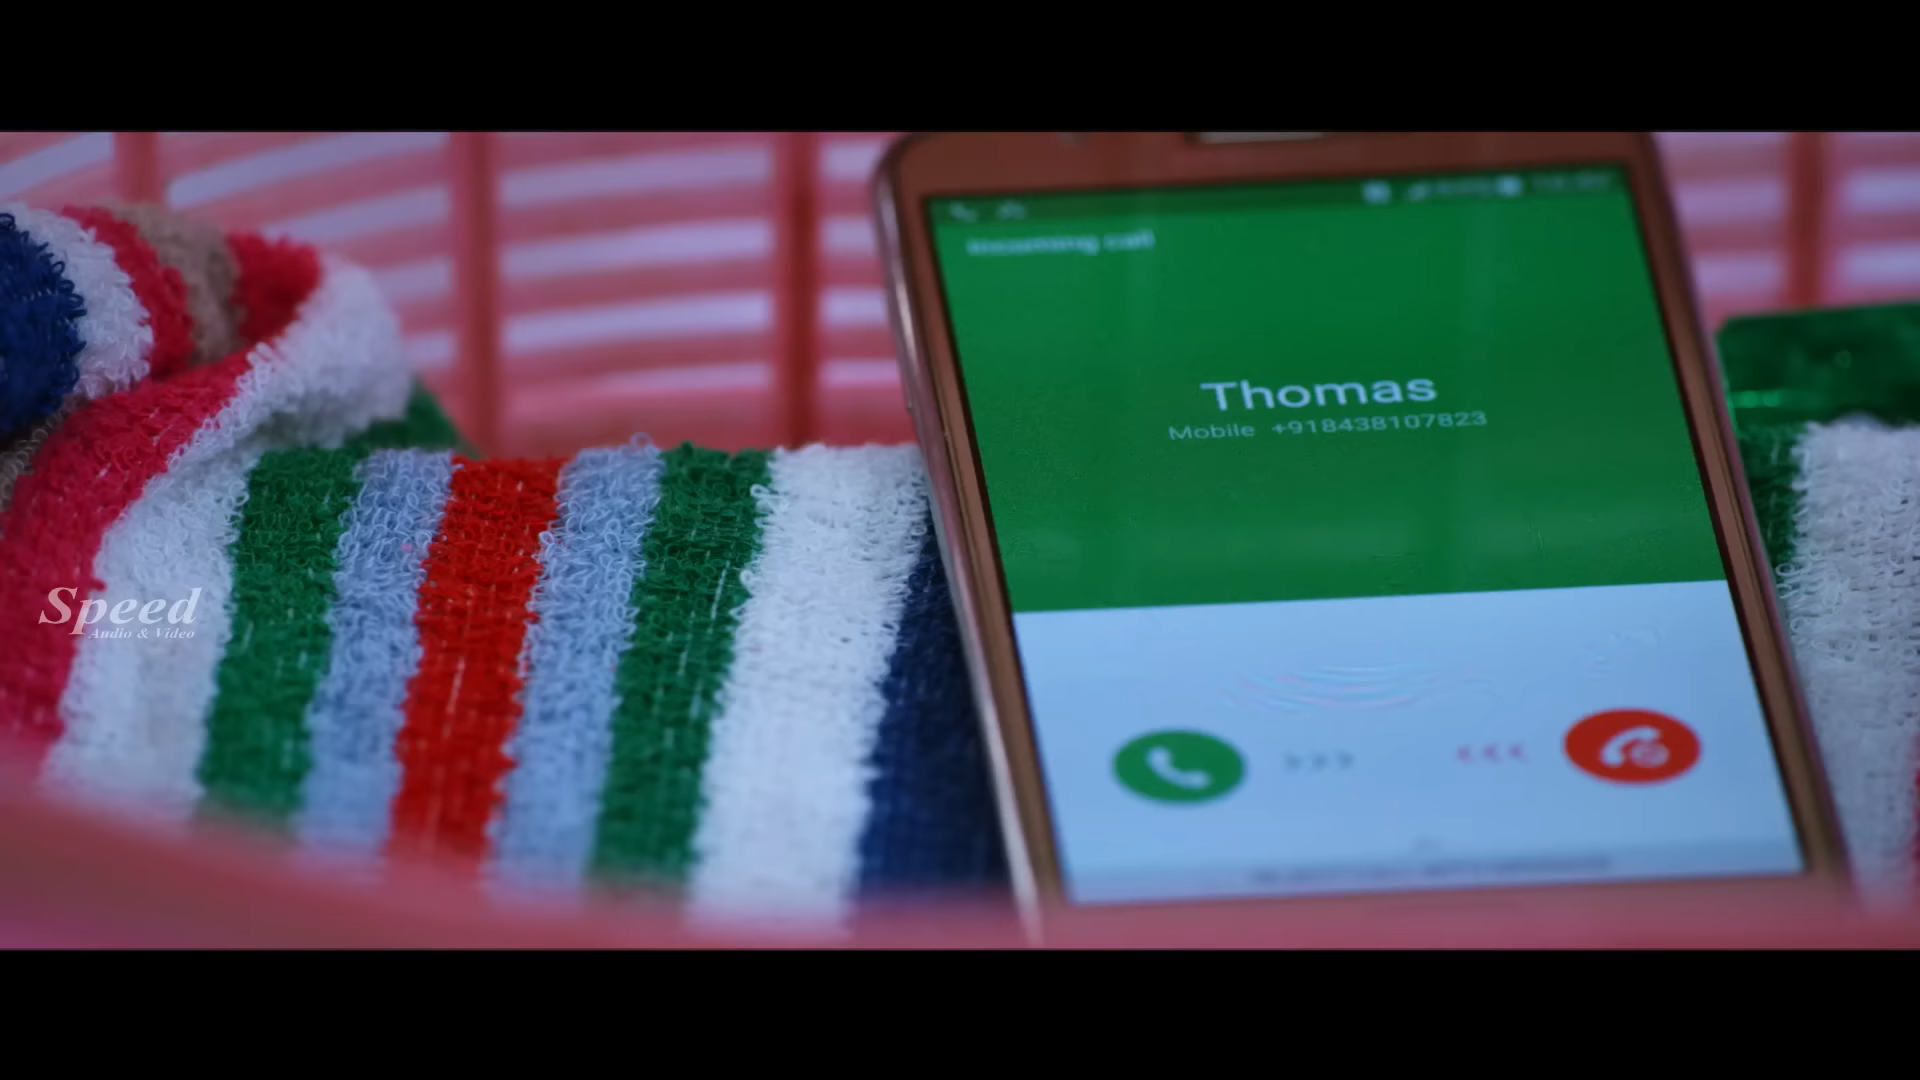 Incoming call
Thomas
Mobile +918438107823
Speed
Audio & Video